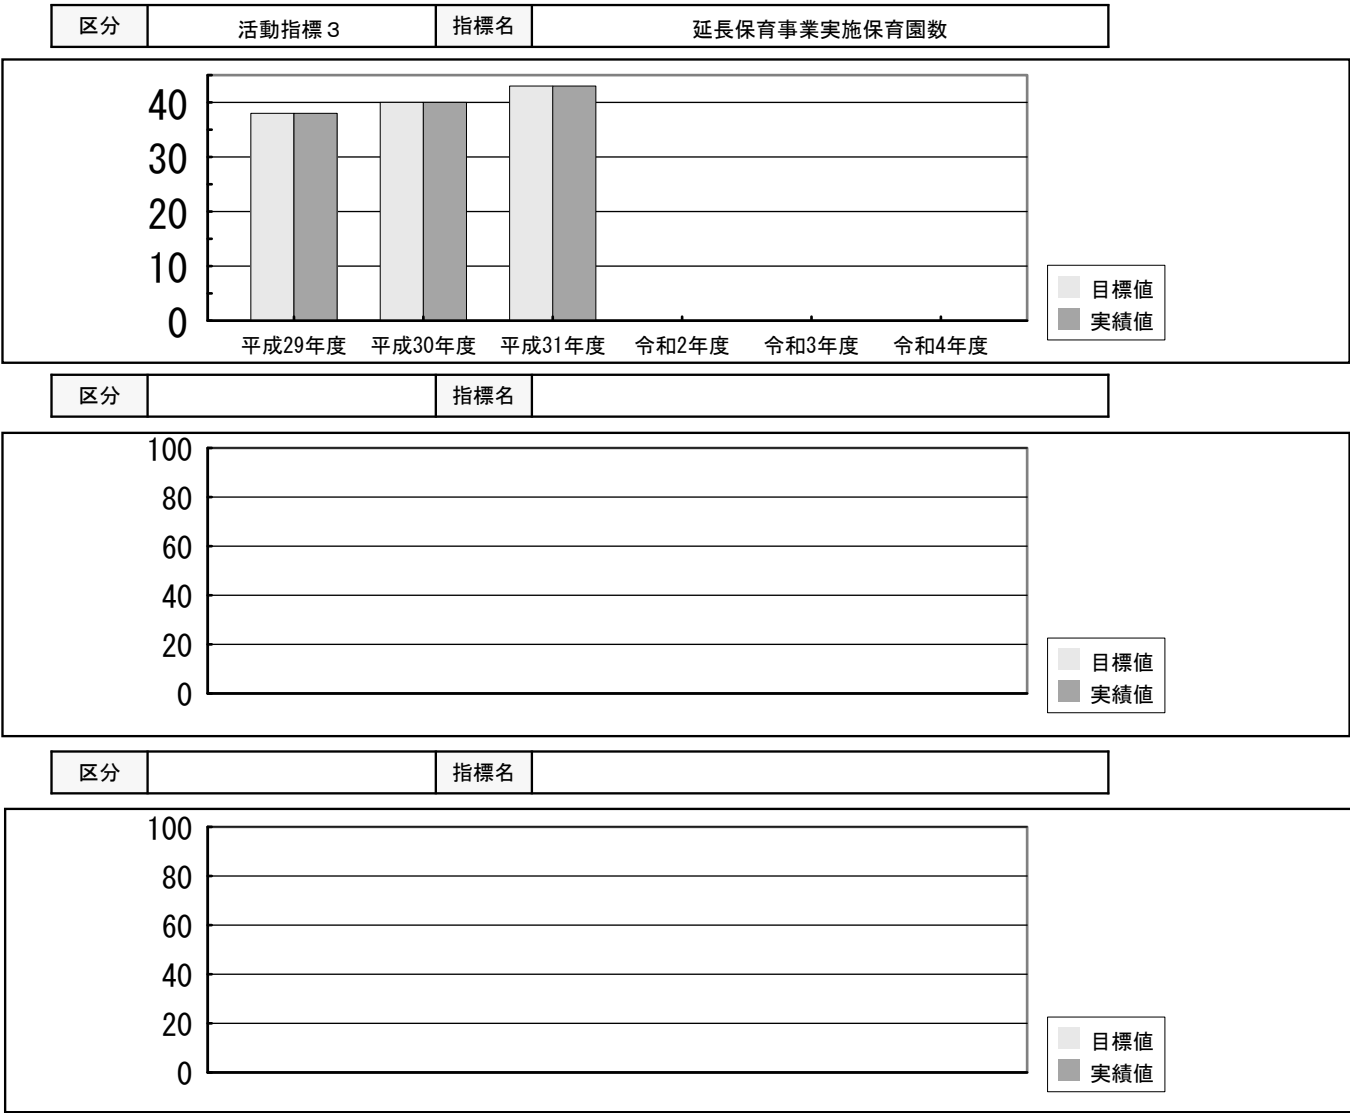 区分 活動指標３ 指標名 延長保育事業実施保育園数
40
30
20
10
0
平成29年度 平成30年度 平成31年度 令和2年度 令和3年度 令和4年度
目標値
実績値
区分 指標名
100
80
60
40
20
0
目標値
実績値
区分 指標名
100
80
60
40
20
0
目標値
実績値